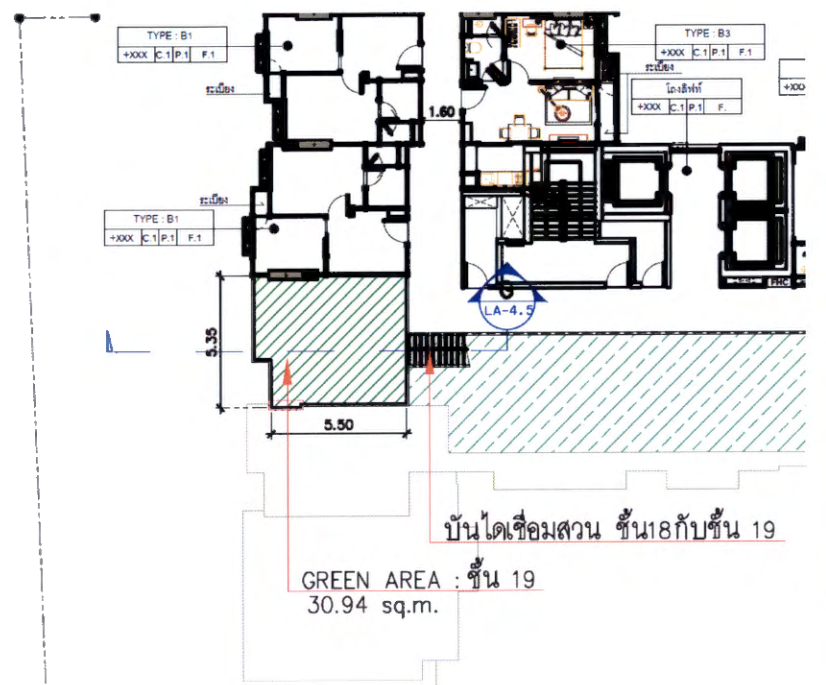 TYPE : B1
+XXX C.1 P.1 F.1
TYPE : B3
+XXX C.1 P.1 F.1
ระเบียง
ระเบียง
โถงลิฟท์
+XXX C.1 P.1 F.
+XXX
1.60
ระเบียง
TYPE : B1
+XXX C.1 P.1 F.1
FHC
LA-4.5
5.35
5.50
บันไดเชื่อมสวน ชั้น18กับชั้น 19
GREEN AREA : ชั้น 19
30.94 sq.m.